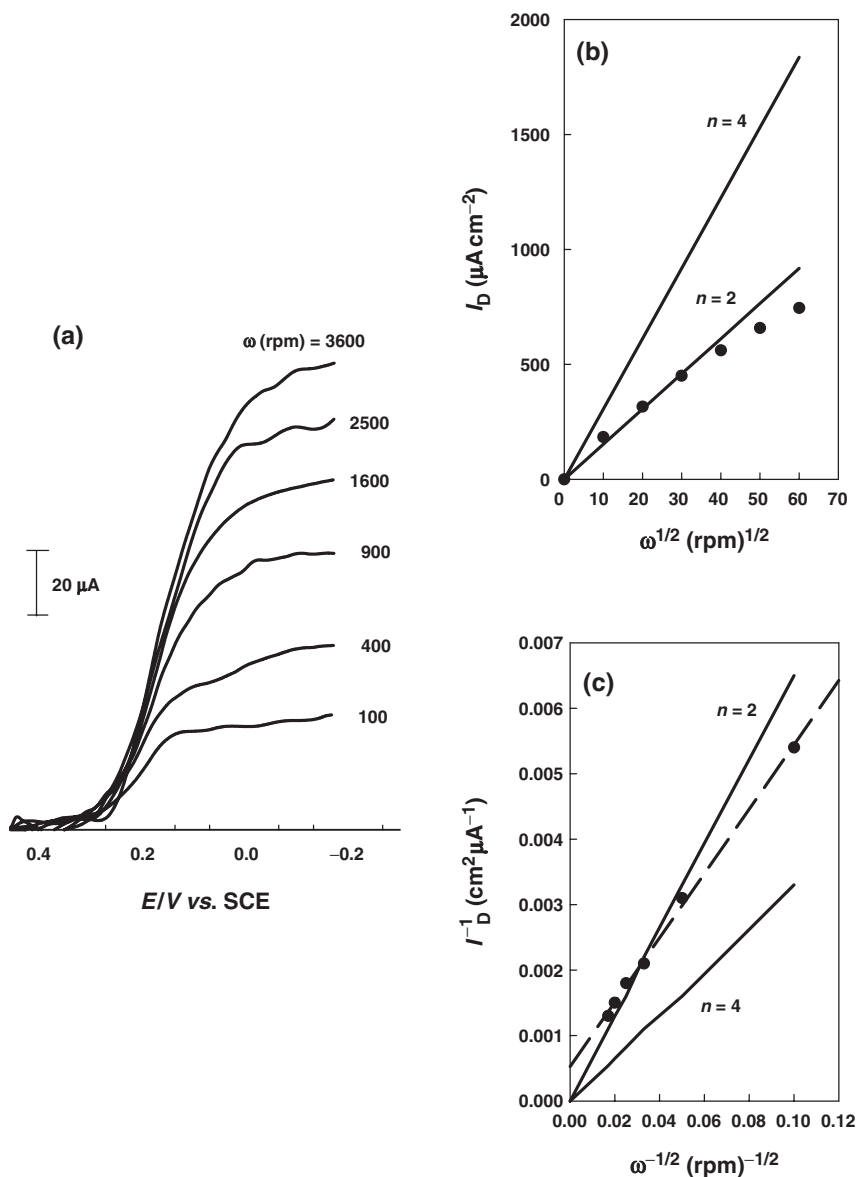 (a)
ω (rpm) = 3600
2500
1600
900
400
100
20 µA
0.4 0.2 0.0 −0.2
E/V vs. SCE
(b)
2000
1500
1000
500
0
n = 4
n = 2
I_D (µA cm⁻²)
0 10 20 30 40 50 60 70
ω^{1/2} (rpm)^{1/2}
(c)
0.007
0.006
0.005
0.004
0.003
0.002
0.001
0.000
n = 2
n = 4
I_D^{−1} (cm² µA⁻¹)
0.00 0.02 0.04 0.06 0.08 0.10 0.12
ω^{−1/2} (rpm)^{−1/2}